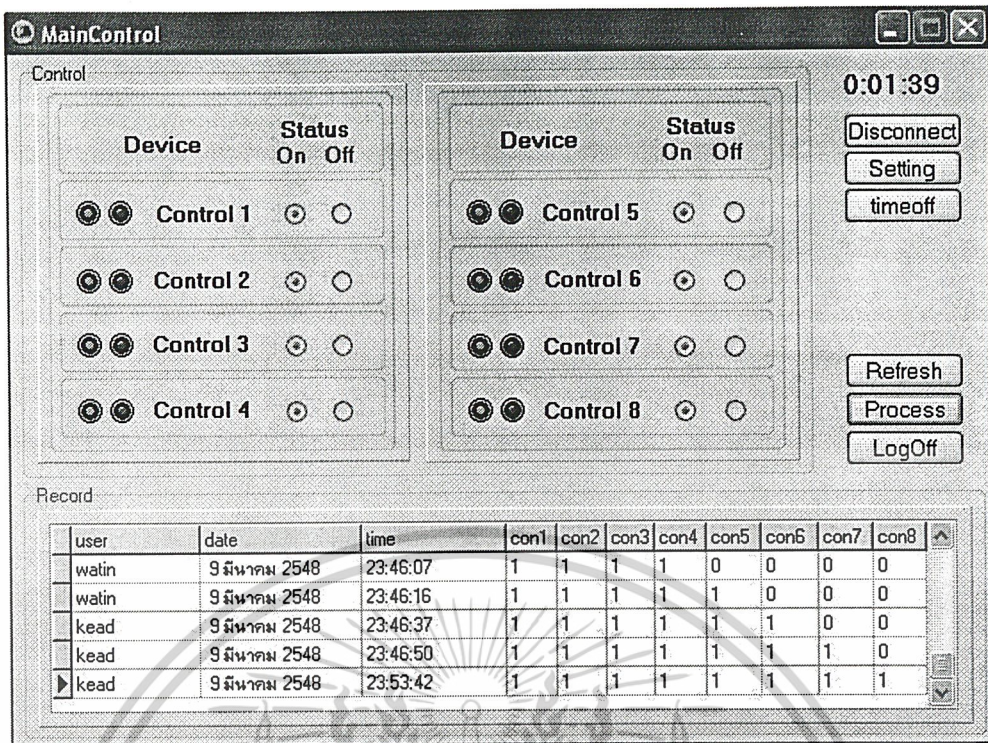 MainControl
Control
Device Status
On Off
Control 1
Control 2
Control 3
Control 4
Device Status
On Off
Control 5
Control 6
Control 7
Control 8
0:01:39
Disconnect
Setting
timeoff
Refresh
Process
LogOff
Record
user date time con1 con2 con3 con4 con5 con6 con7 con8
watin 9 มีนาคม 2548 23:46:07 1 1 1 1 0 0 0 0
watin 9 มีนาคม 2548 23:46:16 1 1 1 1 1 0 0 0
kead 9 มีนาคม 2548 23:46:37 1 1 1 1 1 1 0 0
kead 9 มีนาคม 2548 23:46:50 1 1 1 1 1 1 1 0
kead 9 มีนาคม 2548 23:53:42 1 1 1 1 1 1 1 1